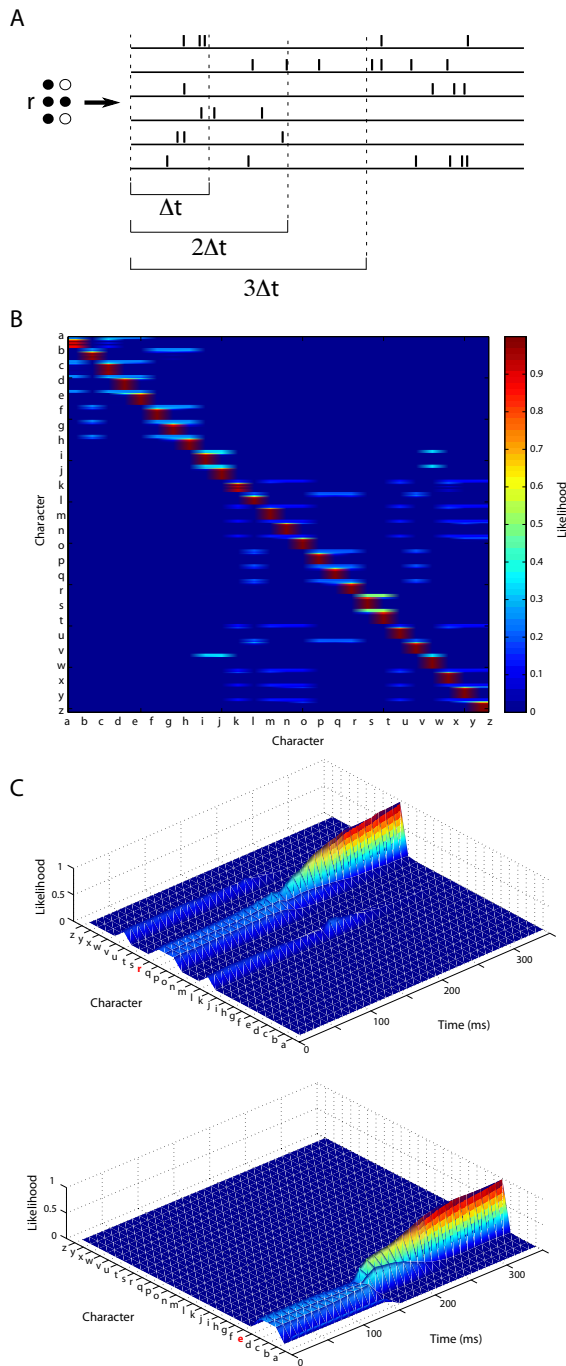 A
r
Δt
2Δt
3Δt
B
a
b
c
d
e
f
g
h
i
j
k
l
m
n
o
p
q
r
s
t
u
v
w
x
y
z
Character
a b c d e f g h i j k l m n o p q r s t u v w x y z
Character
0.9
0.8
0.7
0.6
0.5
0.4
0.3
0.2
0.1
0
Likelihood
C
1
0.5
0
Likelihood
z y x w v u t s r q p o n m l k j i h g f e d c b a
Character
0
100
200
300
Time (ms)
1
0.5
0
Likelihood
z y x w v u t s r q p o n m l k j i h g f e d c b a
Character
0
100
200
300
Time (ms)